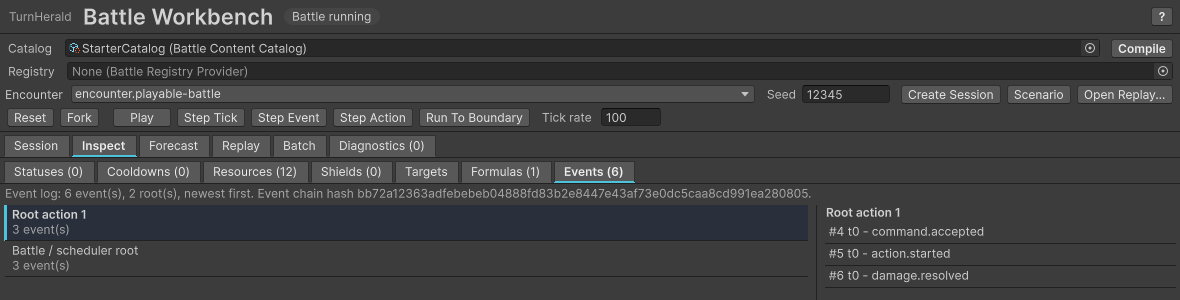 TurnHerald Battle Workbench Battle running ?
Catalog StarterCatalog (Battle Content Catalog) Compile
Registry None (Battle Registry Provider)
Encounter encounter.playable-battle Seed 12345 Create Session Scenario Open Replay...
Reset Fork Play Step Tick Step Event Step Action Run To Boundary Tick rate 100
Session Inspect Forecast Replay Batch Diagnostics (0)
Statuses (0) Cooldowns (0) Resources (12) Shields (0) Targets Formulas (1) Events (6)
Event log: 6 event(s), 2 root(s), newest first. Event chain hash bb72a12363adfebebeb04888fd83b2e8447e43af73e0dc5caa8cd991ea280805.
Root action 1
3 event(s)
Battle / scheduler root
3 event(s)
Root action 1
#4 t0 - command.accepted
#5 t0 - action.started
#6 t0 - damage.resolved